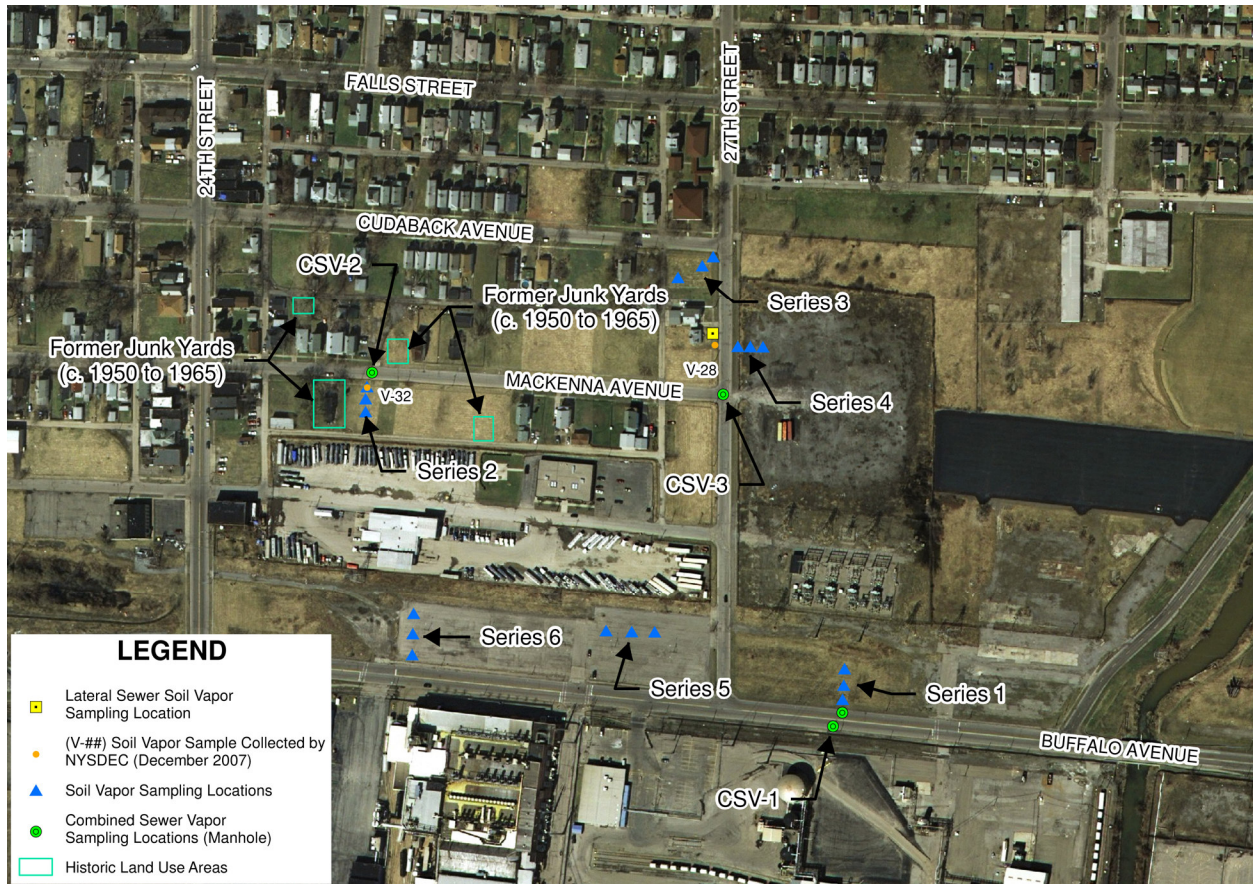 FALLS STREET
24TH STREET
27TH STREET
CUDABACK AVENUE
CSV-2
Series 3
Former Junk Yards
(c. 1950 to 1965)
Former Junk Yards
(c. 1950 to 1965)
V-28
MACKENNA AVENUE
V-32
Series 4
Series 2
CSV-3
Series 6
Series 5
Series 1
BUFFALO AVENUE
CSV-1
LEGEND
Lateral Sewer Soil Vapor
Sampling Location
(V-##) Soil Vapor Sample Collected by
NYSDEC (December 2007)
Soil Vapor Sampling Locations
Combined Sewer Vapor
Sampling Locations (Manhole)
Historic Land Use Areas